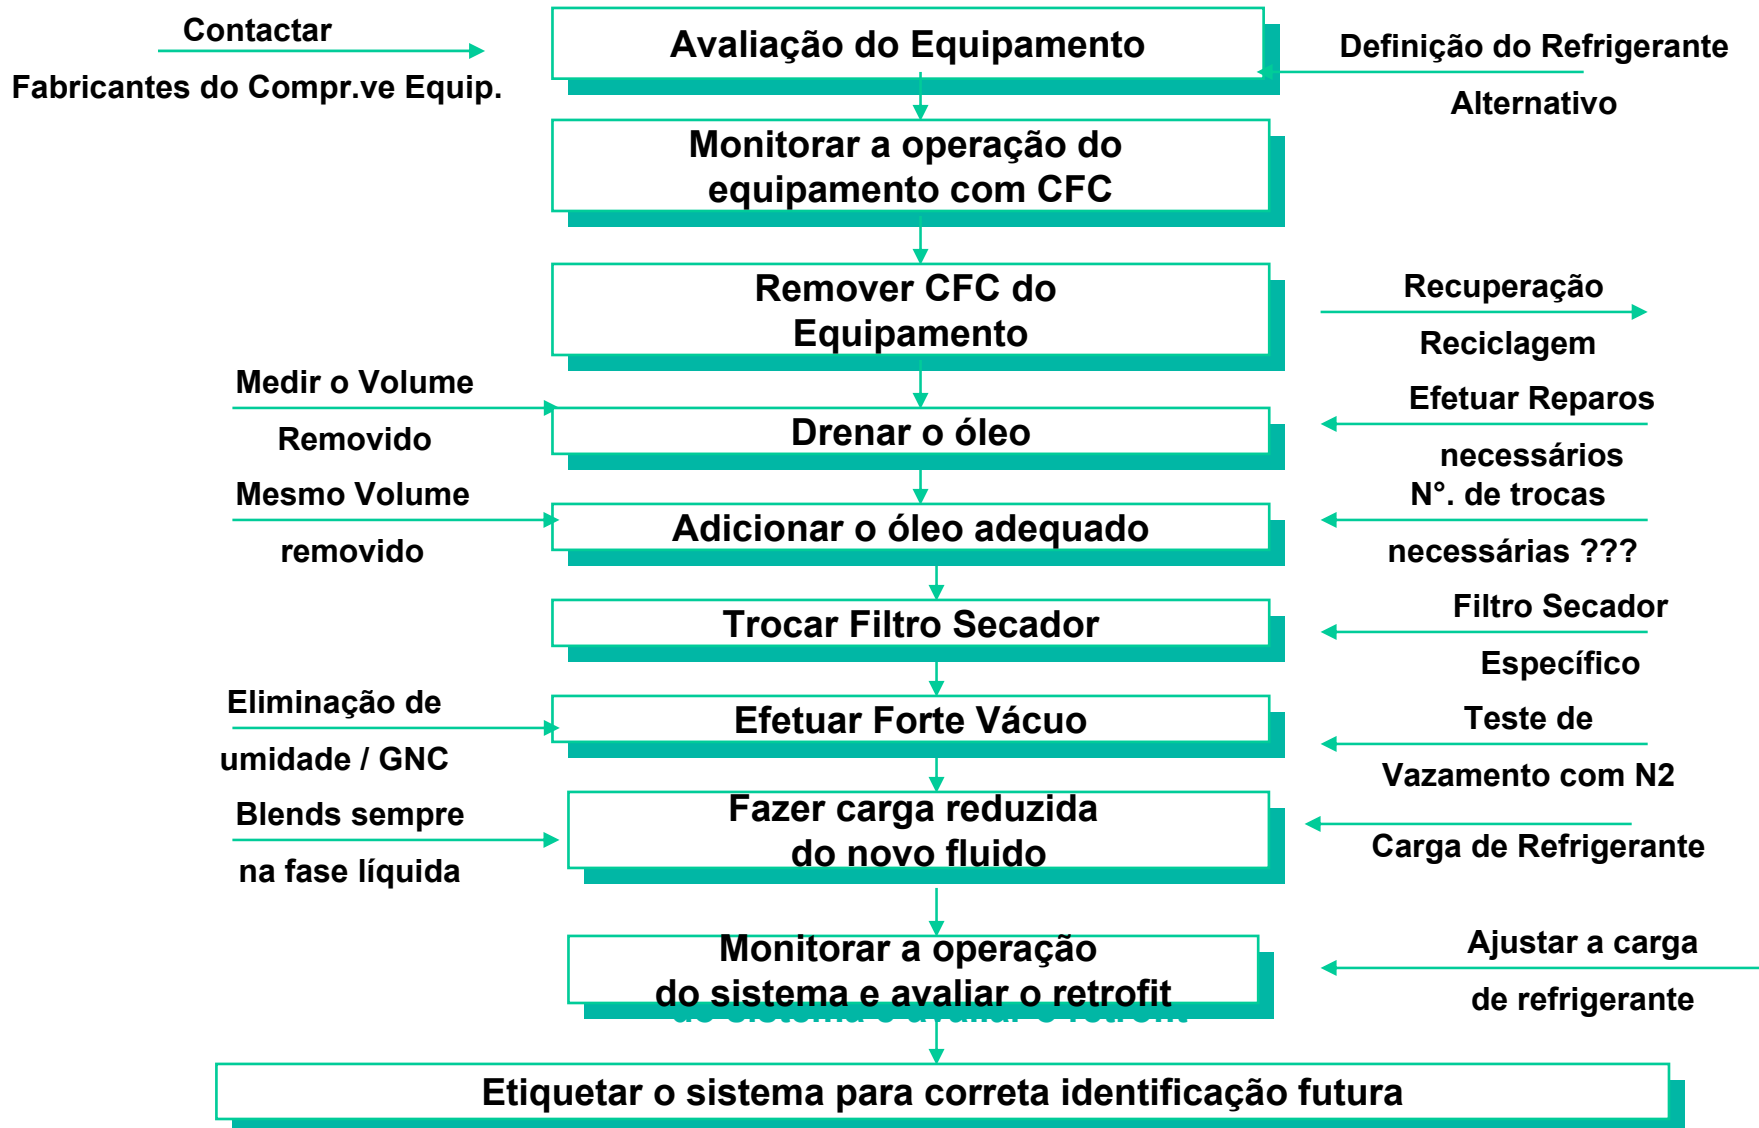 Contactar
Fabricantes do Compr.ve Equip.
Avaliação do Equipamento
Definição do Refrigerante
Alternativo
Monitorar a operação do
equipamento com CFC
Remover CFC do
Equipamento
Recuperação
Reciclagem
Medir o Volume
Removido
Drenar o óleo
Efetuar Reparos
necessários
Mesmo Volume
removido
Adicionar o óleo adequado
N°. de trocas
necessárias ???
Trocar Filtro Secador
Filtro Secador
Específico
Eliminação de
umidade / GNC
Efetuar Forte Vácuo
Teste de
Vazamento com N2
Blends sempre
na fase líquida
Fazer carga reduzida
do novo fluido
Carga de Refrigerante
Monitorar a operação
do sistema e avaliar o retrofit
Ajustar a carga
de refrigerante
Etiquetar o sistema para correta identificação futura